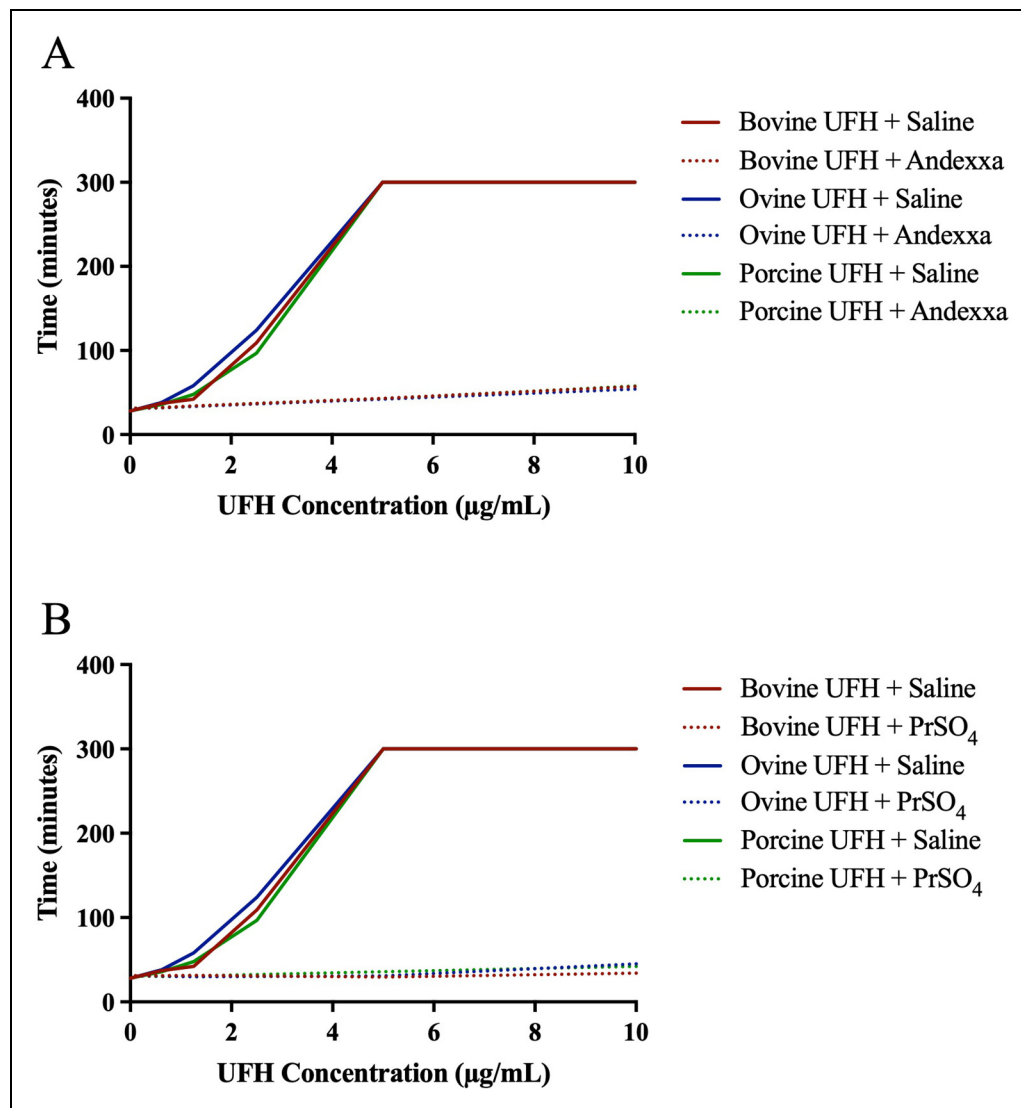 A
400
300
200
100
0
Time (minutes)
0 2 4 6 8 10
UFH Concentration (µg/mL)
Bovine UFH + Saline
Bovine UFH + Andexxa
Ovine UFH + Saline
Ovine UFH + Andexxa
Porcine UFH + Saline
Porcine UFH + Andexxa
B
400
300
200
100
0
Time (minutes)
0 2 4 6 8 10
UFH Concentration (µg/mL)
Bovine UFH + Saline
Bovine UFH + PrSO₄
Ovine UFH + Saline
Ovine UFH + PrSO₄
Porcine UFH + Saline
Porcine UFH + PrSO₄